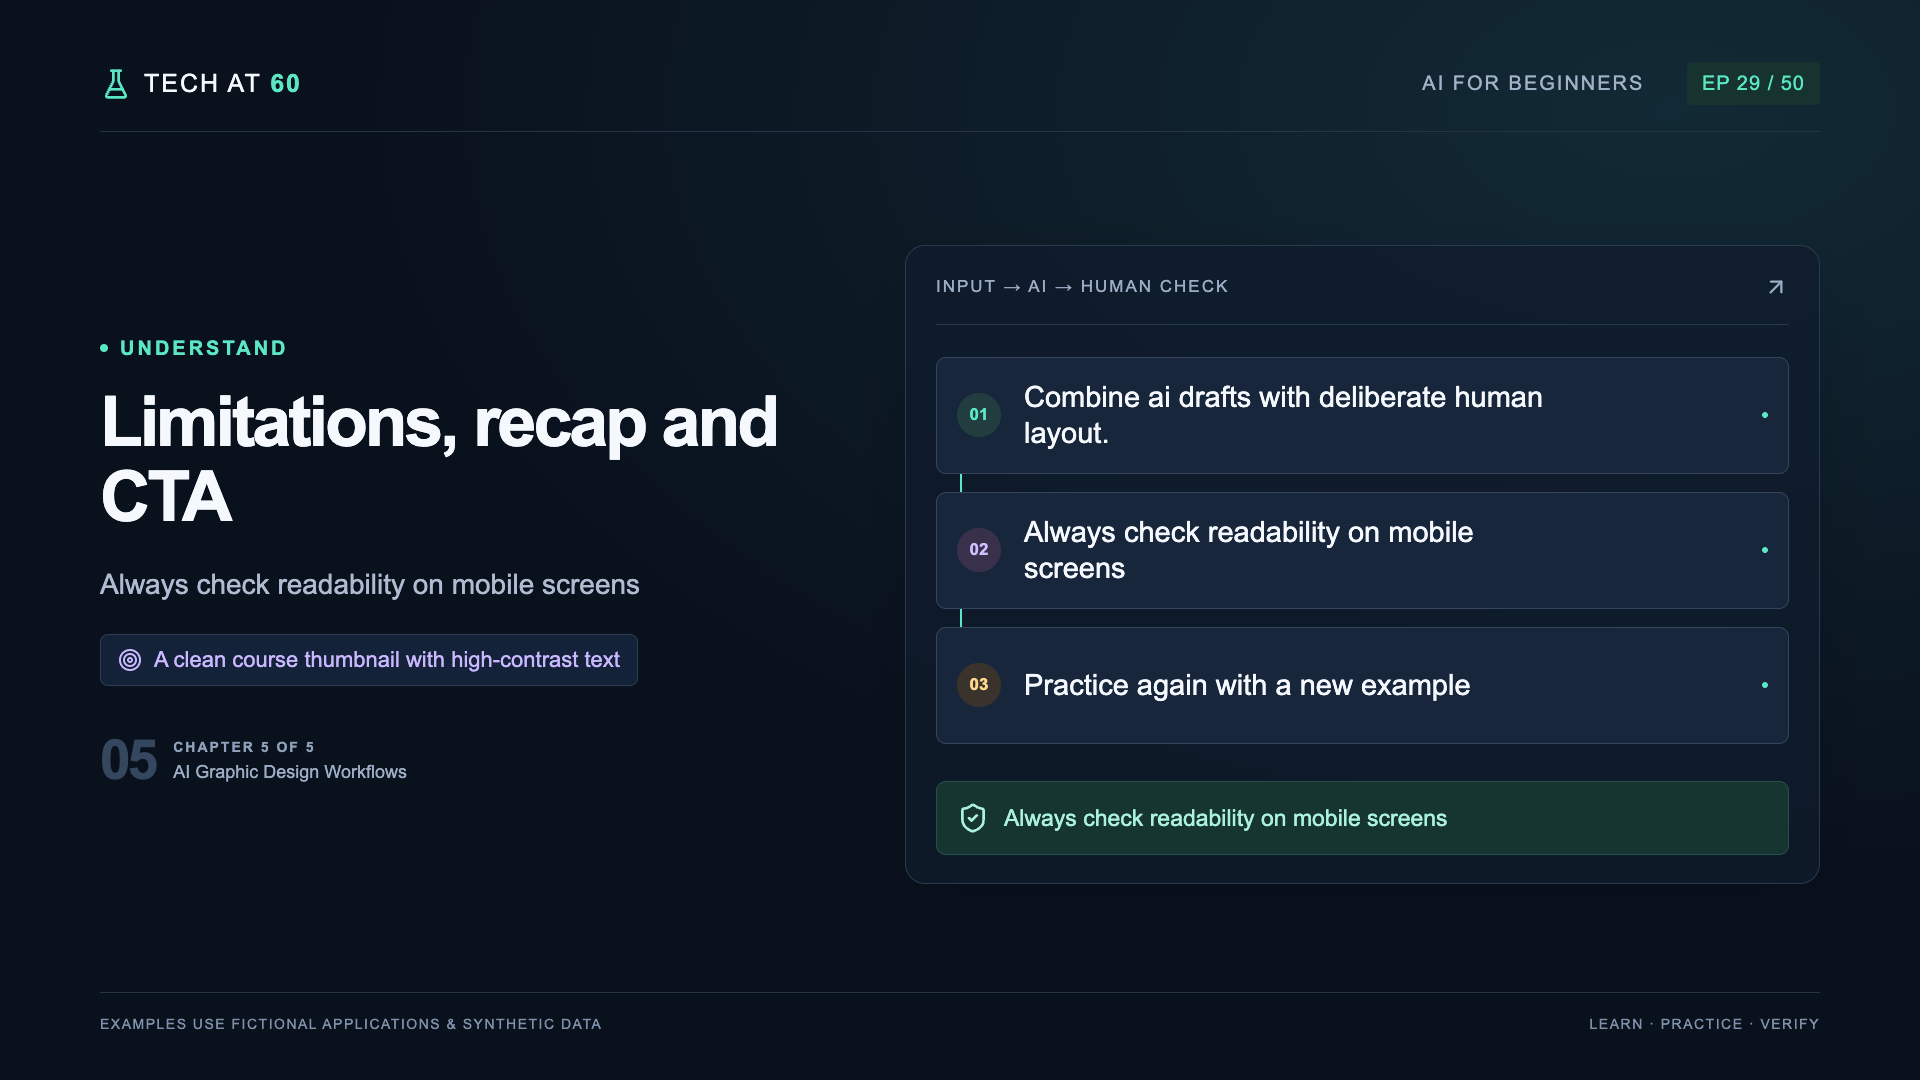 TECH AT 60
AI FOR BEGINNERS
EP 29 / 50
UNDERSTAND
Limitations, recap and
CTA
Always check readability on mobile screens
A clean course thumbnail with high-contrast text
05
CHAPTER 5 OF 5
AI Graphic Design Workflows
INPUT → AI → HUMAN CHECK
01
Combine ai drafts with deliberate human
layout.
02
Always check readability on mobile
screens
03
Practice again with a new example
Always check readability on mobile screens
EXAMPLES USE FICTIONAL APPLICATIONS & SYNTHETIC DATA
LEARN · PRACTICE · VERIFY